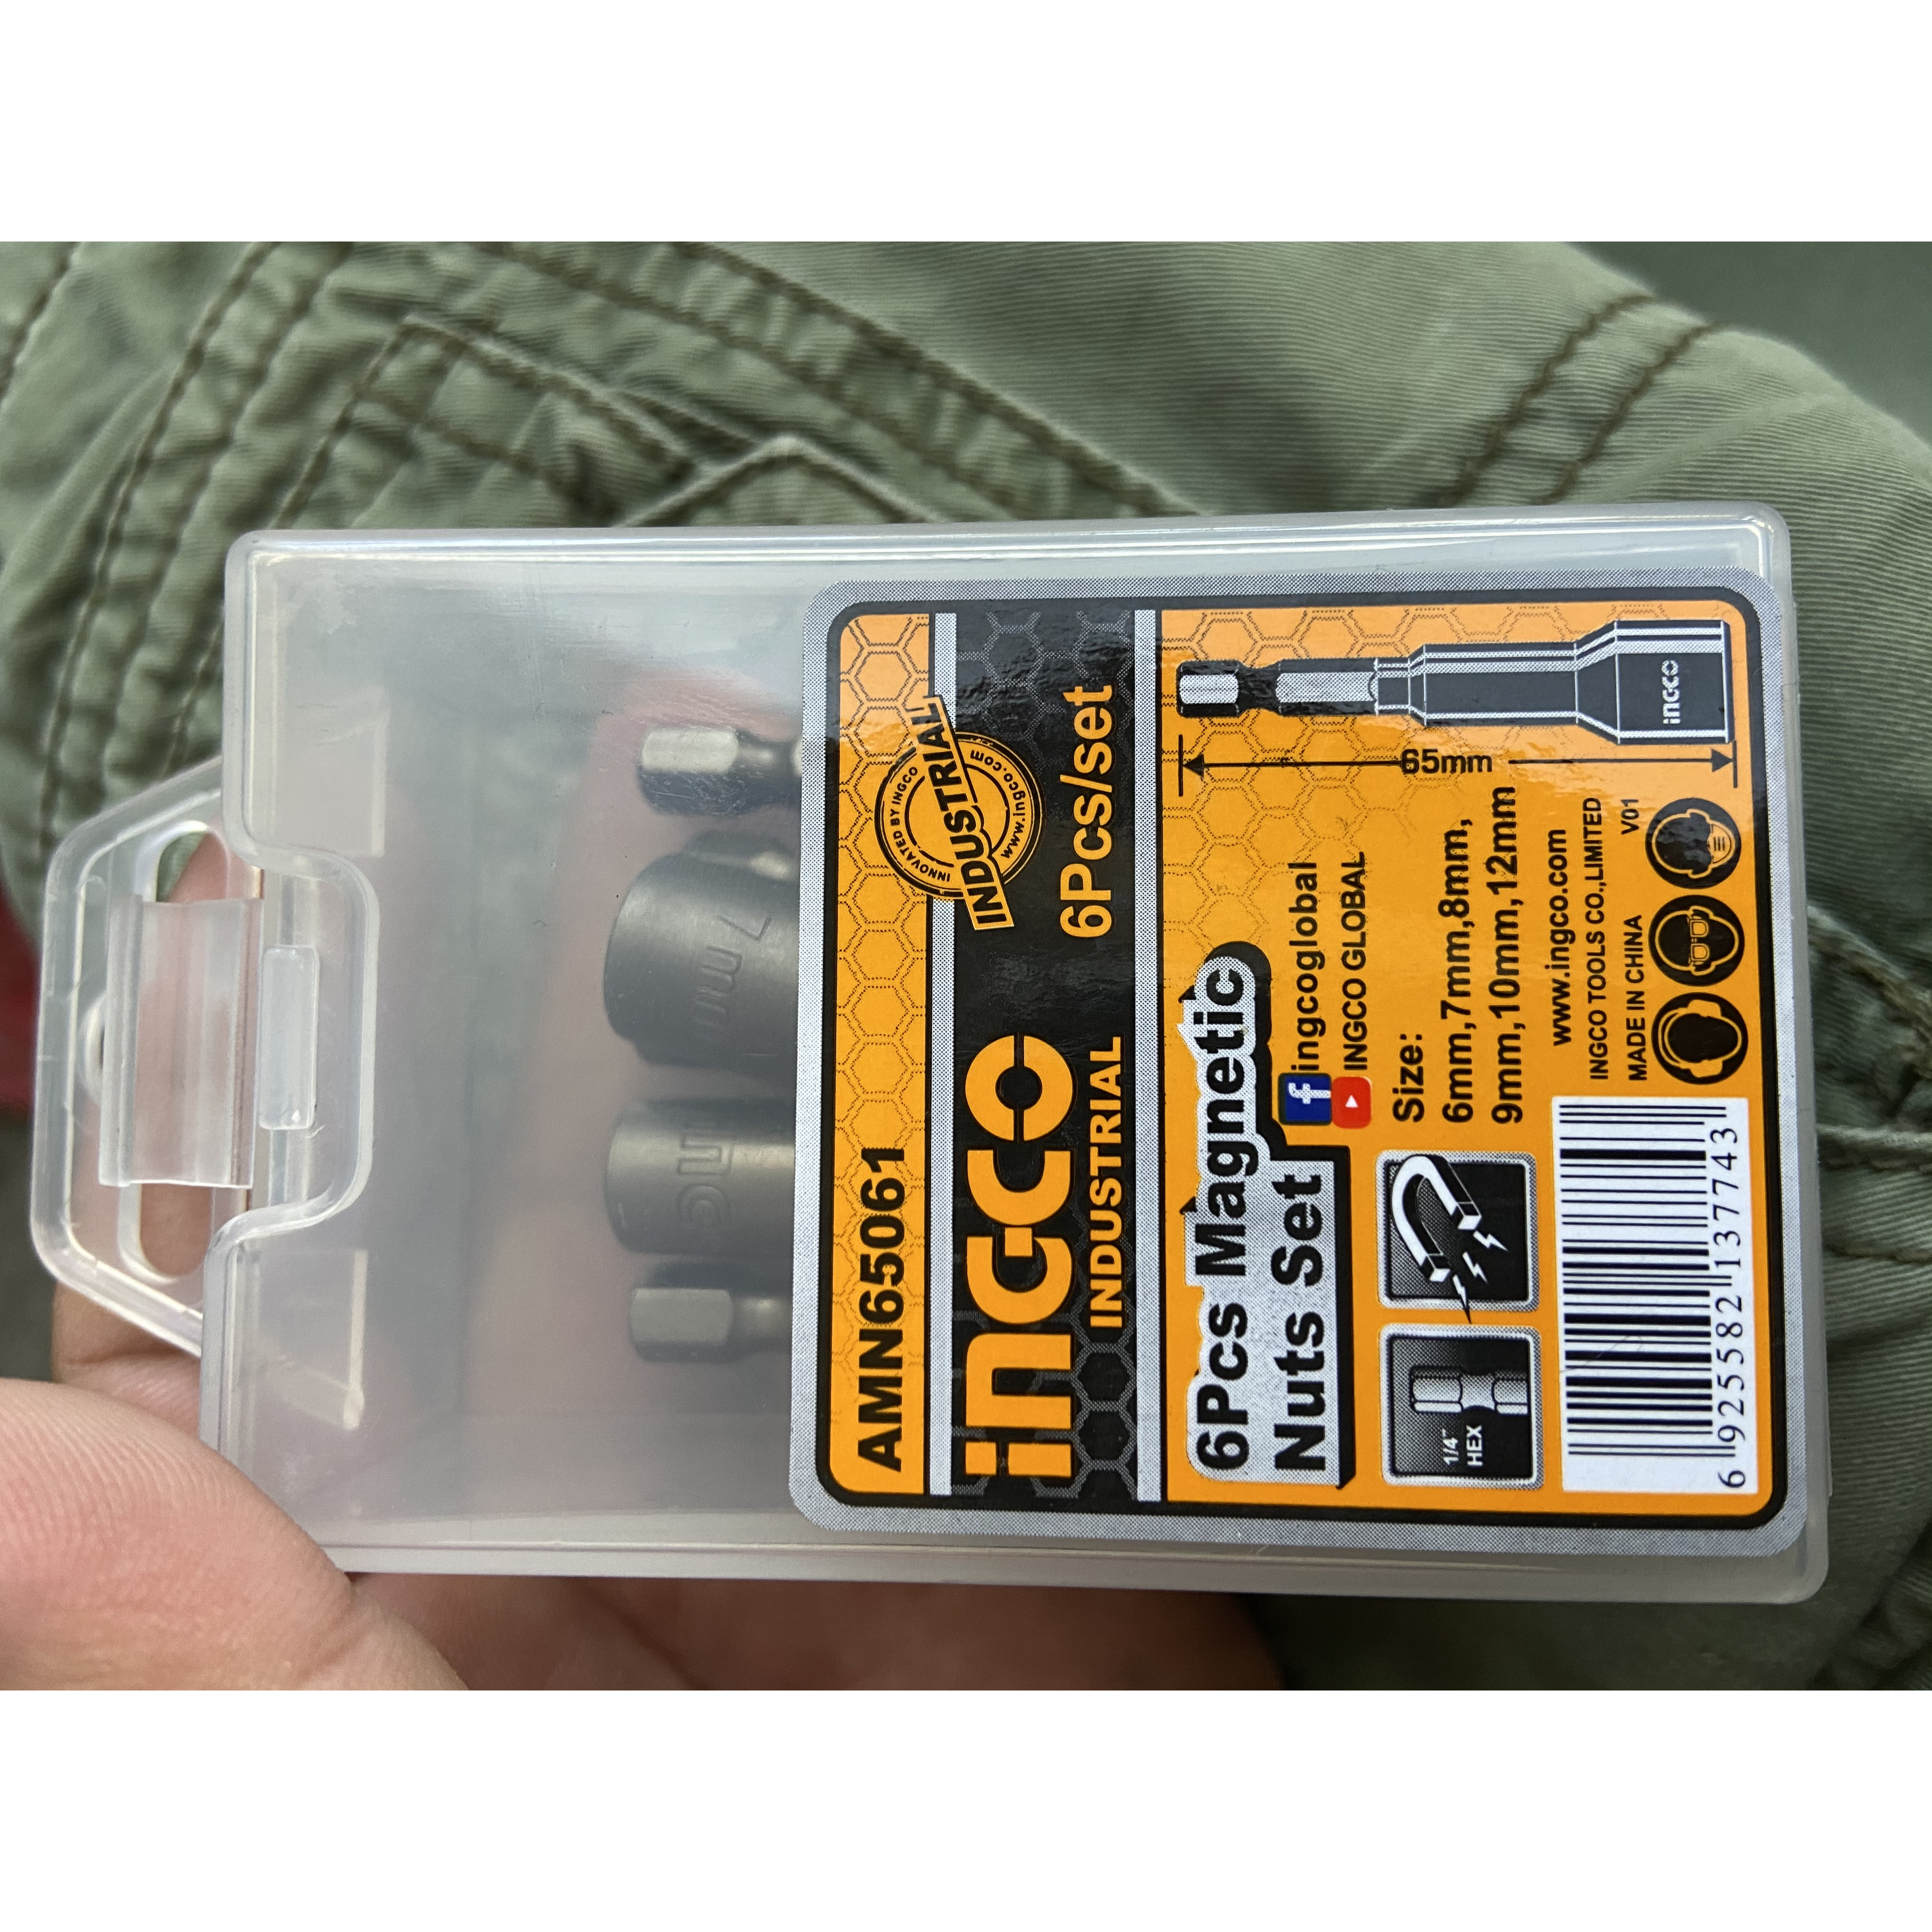 AMN65061
INNOVATED BY INGCO
INDUSTRIAL
www.ingco.com
ingco
INDUSTRIAL
6Pcs/set
6Pcs Magnetic
Nuts Set
ingcoglobal
INGCO GLOBAL
65mm
ingco
1/4" HEX
Size:
6mm,7mm,8mm,
9mm,10mm,12mm
www.ingco.com
INGCO TOOLS CO.,LIMITED
MADE IN CHINA
V01
6 925582 137743
7mm